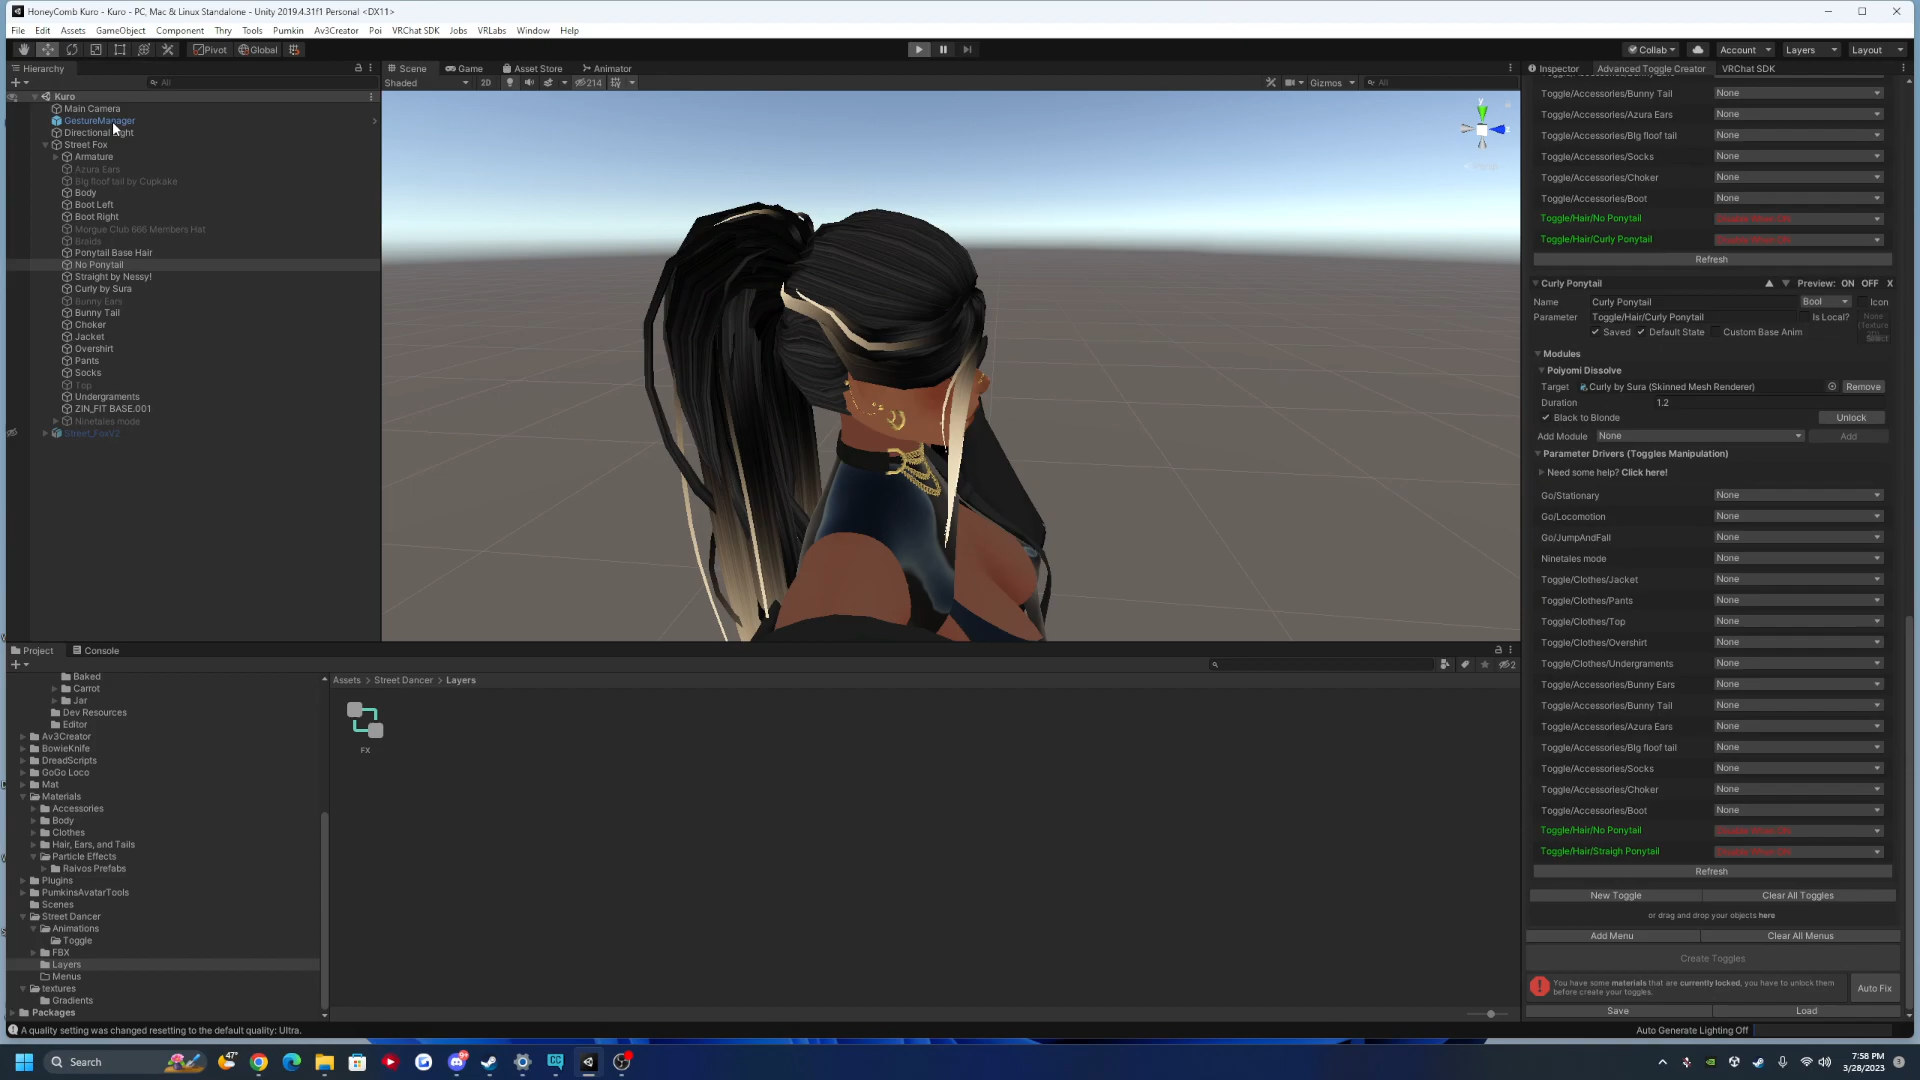 HoneyComb Kuro - Kuro - PC, Mac & Linux Standalone - Unity 2019.4.31f1 Personal <DX11>
File Edit Assets GameObject Component Thry Tools Pumkin Av3Creator Poi VRChat SDK Jobs VRLabs Window Help
Pivot Global Collab Account Layers Layout
Hierarchy
All
Kuro
Main Camera
GestureManager
Directional Light
Street Fox
Armature
Azura Ears
BIg floof tail by Cupkake
Body
Boot Left
Boot Right
Morgue Club 666 Members Hat
Braids
Ponytail Base Hair
No Ponytail
Straight by Nessy!
Curly by Sura
Bunny Ears
Bunny Tail
Choker
Jacket
Overshirt
Pants
Socks
Top
Undergraments
ZIN_FIT BASE.001
Ninetales mode
Street_FoxV2
Scene Game Asset Store Animator
Shaded 2D 214 Gizmos All
y
Inspector Advanced Toggle Creator VRChat SDK
Toggle/Accessories/Bunny Tail None
Toggle/Accessories/Azura Ears None
Toggle/Accessories/BIg floof tail None
Toggle/Accessories/Socks None
Toggle/Accessories/Choker None
Toggle/Accessories/Boot None
Toggle/Hair/No Ponytail Disable When ON
Toggle/Hair/Curly Ponytail Disable When ON
Refresh
Curly Ponytail Preview: ON OFF X
Name Curly Ponytail Bool Icon
Parameter Toggle/Hair/Curly Ponytail Is Local? None
Saved Default State Custom Base Anim Select
Modules
Poiyomi Dissolve
Target Curly by Sura (Skinned Mesh Renderer) Remove
Duration 1.2
Black to Blonde Unlock
Add Module None Add
Parameter Drivers (Toggles Manipulation)
Need some help? Click here!
Go/Stationary None
Go/Locomotion None
Go/JumpAndFall None
Ninetales mode None
Toggle/Clothes/Jacket None
Toggle/Clothes/Pants None
Toggle/Clothes/Top None
Toggle/Clothes/Overshirt None
Toggle/Clothes/Undergraments None
Toggle/Accessories/Bunny Ears None
Toggle/Accessories/Bunny Tail None
Toggle/Accessories/Azura Ears None
Toggle/Accessories/BIg floof tail None
Toggle/Accessories/Socks None
Toggle/Accessories/Choker None
Toggle/Accessories/Boot None
Toggle/Hair/No Ponytail Disable When ON
Toggle/Hair/Straigh Ponytail Disable When ON
Refresh
New Toggle Clear All Toggles
or drag and drop your objects here
Add Menu Clear All Menus
Create Toggles
You have some materials that are currently locked, you have to unlock them
before create your toggles.
Auto Fix
Save Load
Project Console
2
Baked
Carrot
Jar
Dev Resources
Editor
Av3Creator
BowieKnife
DreadScripts
GoGo Loco
Mat
Materials
Accessories
Body
Clothes
Hair, Ears, and Tails
Particle Effects
Raivos Prefabs
Plugins
PumkinsAvatarTools
Scenes
Street Dancer
Animations
Toggle
FBX
Layers
Menus
textures
Gradients
Packages
Assets > Street Dancer > Layers
FX
A quality setting was changed resetting to the default quality: Ultra.
Auto Generate Lighting Off
Search
47°
7:58 PM
3/28/2023